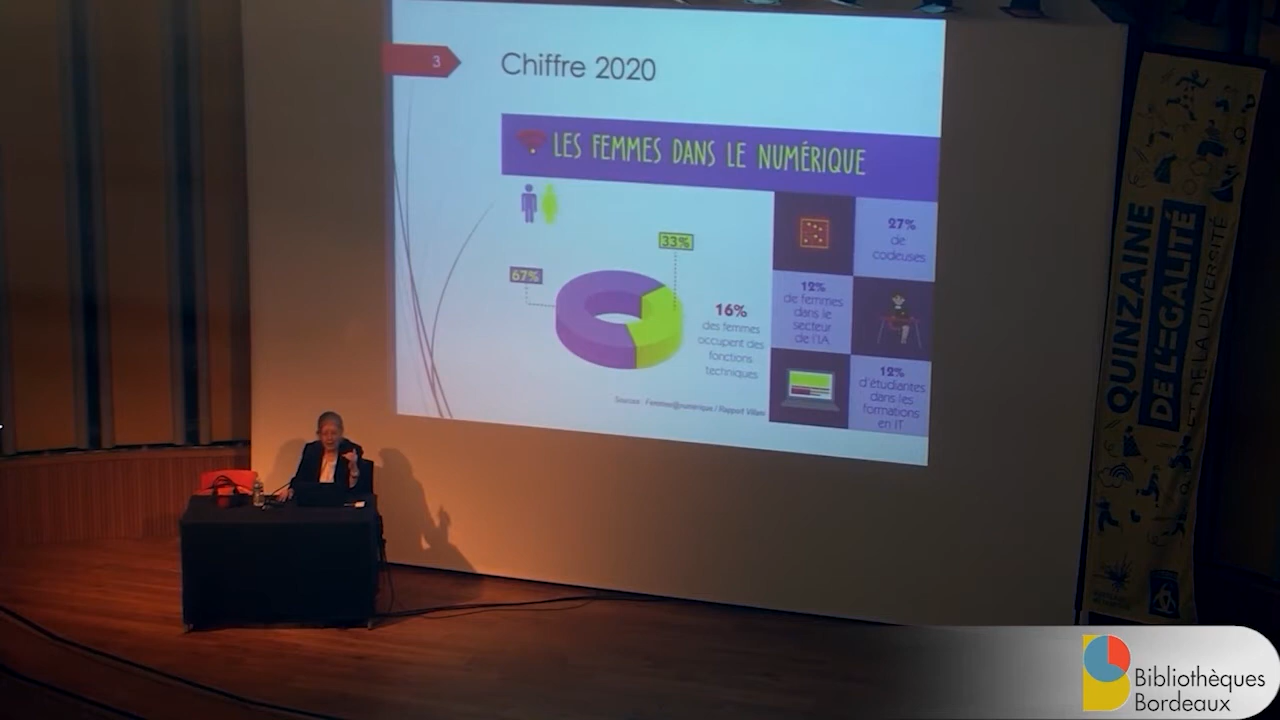 3
Chiffre 2020
LES FEMMES DANS LE NUMÉRIQUE
33%
67%
16%
des femmes
occupent des
fonctions
techniques
27%
de
codeuses
12%
de femmes
dans le
secteur
de l'IA
12%
d'étudiantes
dans les
formations
en IT
Sources : Femmes@numérique / Rapport Villani
QUINZAINE
DE L'ÉGALITÉ
ET DE LA DIVERSITÉ
Bibliothèques
Bordeaux